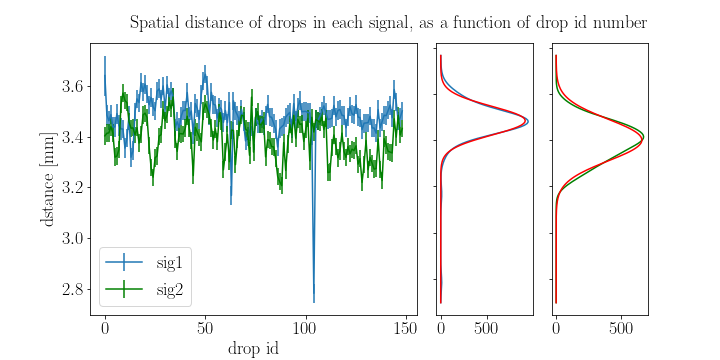 Spatial distance of drops in each signal, as a function of drop id number
3.6
3.4
3.2
3.0
2.8
dstance [mm]
sig1
sig2
0 50 100 150
0 500
0 500
drop id